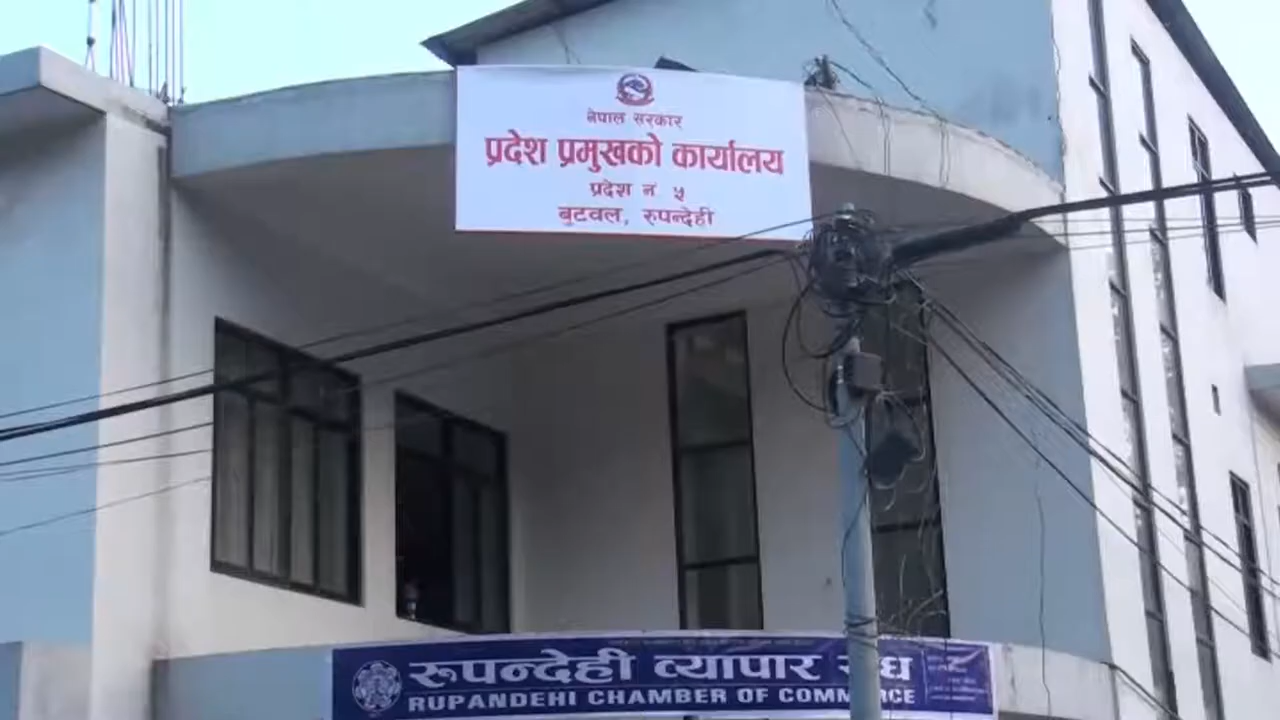 नेपाल सरकार
प्रदेश प्रमुखको कार्यालय
प्रदेश न ५
बुटवल, रुपन्देही
रुपन्देही व्यापार संघ
RUPANDEHI CHAMBER OF COMMERCE